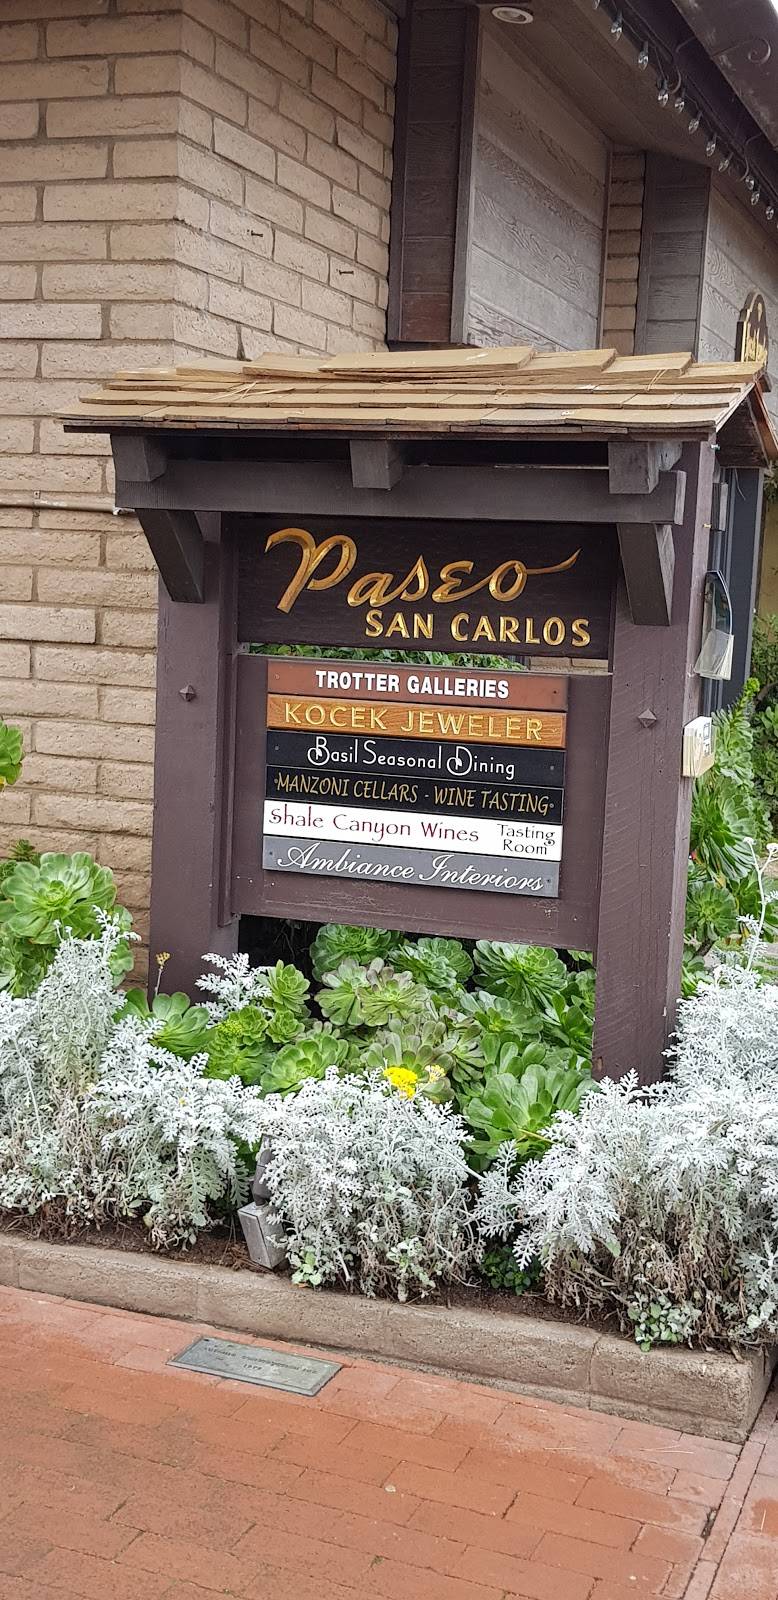 Paseo
SAN CARLOS
TROTTER GALLERIES
KOCEK JEWELER
Basil Seasonal Dining
MANZONI CELLARS - WINE TASTING
Shale Canyon Wines Tasting Room
Ambiance Interiors